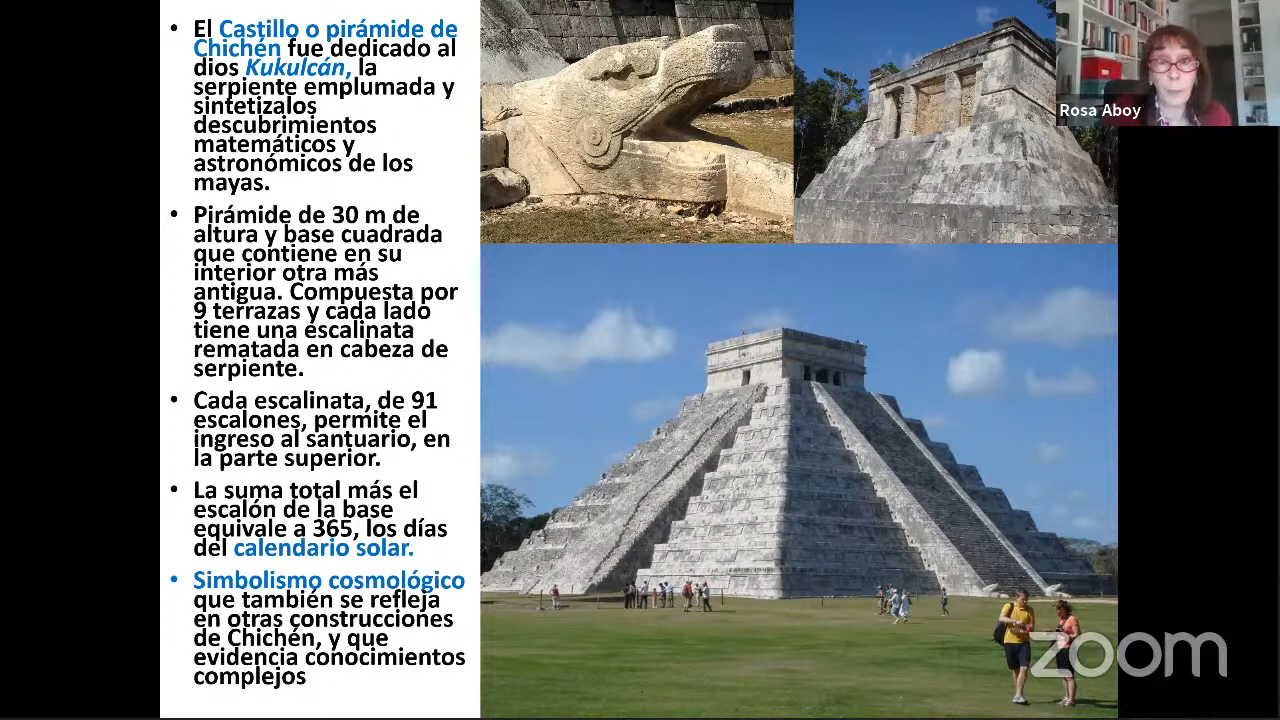 • El Castillo o pirámide de
Chichén fue dedicado al
dios Kukulcán, la
serpiente emplumada y
sintetizalos
descubrimientos
matemáticos y
astronómicos de los
mayas.
• Pirámide de 30 m de
altura y base cuadrada
que contiene en su
interior otra más
antigua. Compuesta por
9 terrazas y cada lado
tiene una escalinata
rematada en cabeza de
serpiente.
• Cada escalinata, de 91
escalones, permite el
ingreso al santuario, en
la parte superior.
• La suma total más el
escalón de la base
equivale a 365, los días
del calendario solar.
• Simbolismo cosmológico
que también se refleja
en otras construcciones
de Chichén, y que
evidencia conocimientos
complejos
Rosa Aboy
zoom